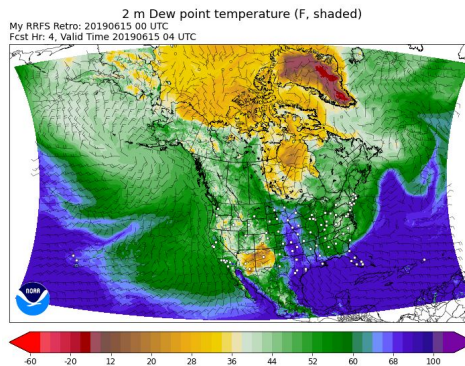 2 m Dew point temperature (F, shaded)
My RRFS Retro: 20190615 00 UTC
Fcst Hr: 4, Valid Time 20190615 04 UTC
NOAA
-60 -20 12 20 28 36 44 52 60 68 100